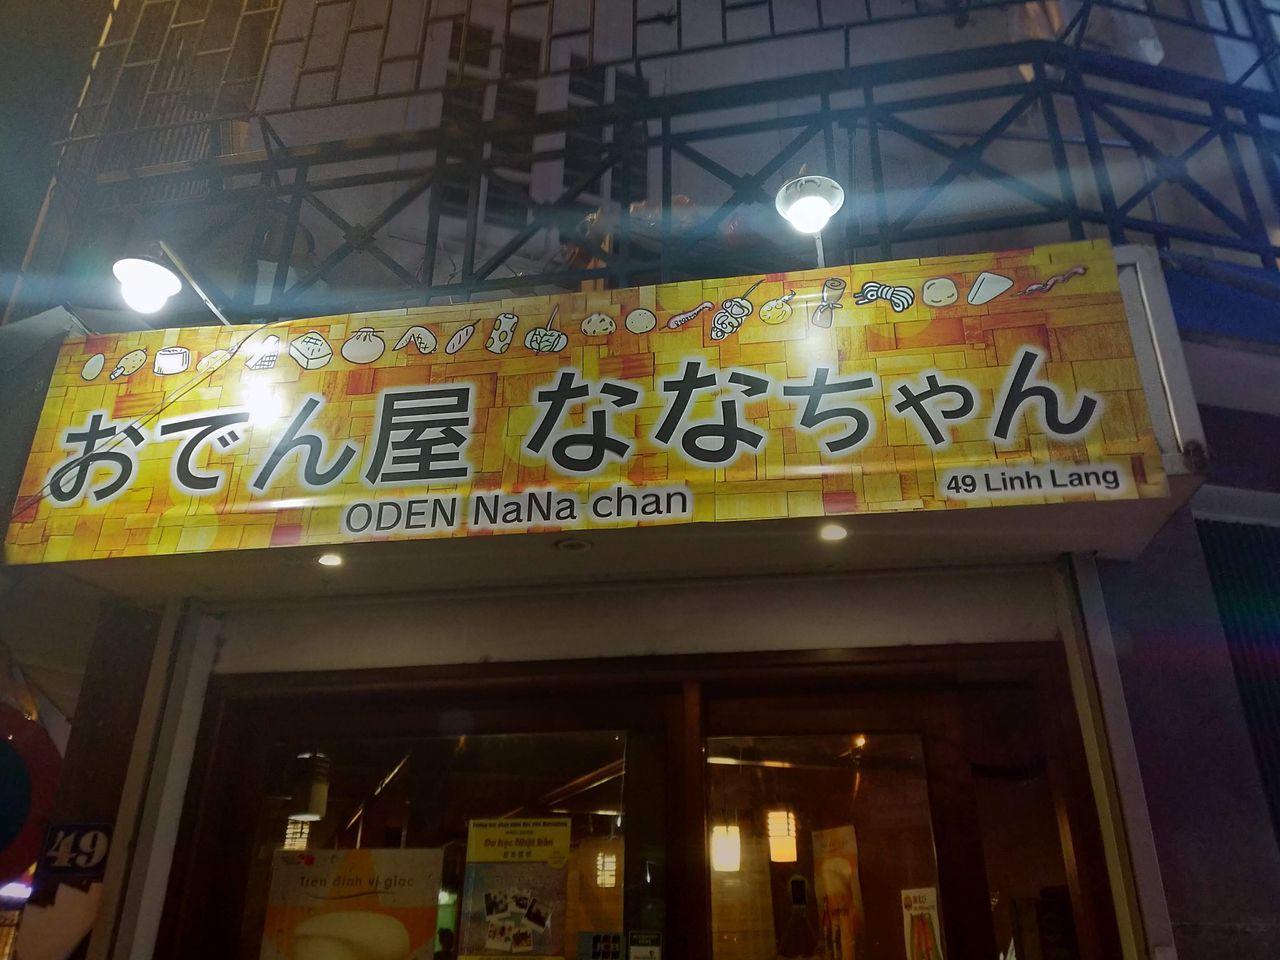 おでん屋 ななちゃん
ODEN NaNa chan
49 Linh Lang
49
Trên đỉnh vị giác
Du học Nhật Bản
JCB